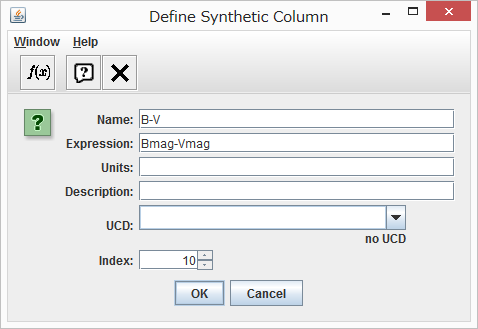 Define Synthetic Column
Window Help
f(x)
Name: B-V
Expression: Bmag-Vmag
Units:
Description:
UCD:
no UCD
Index: 10
OK Cancel